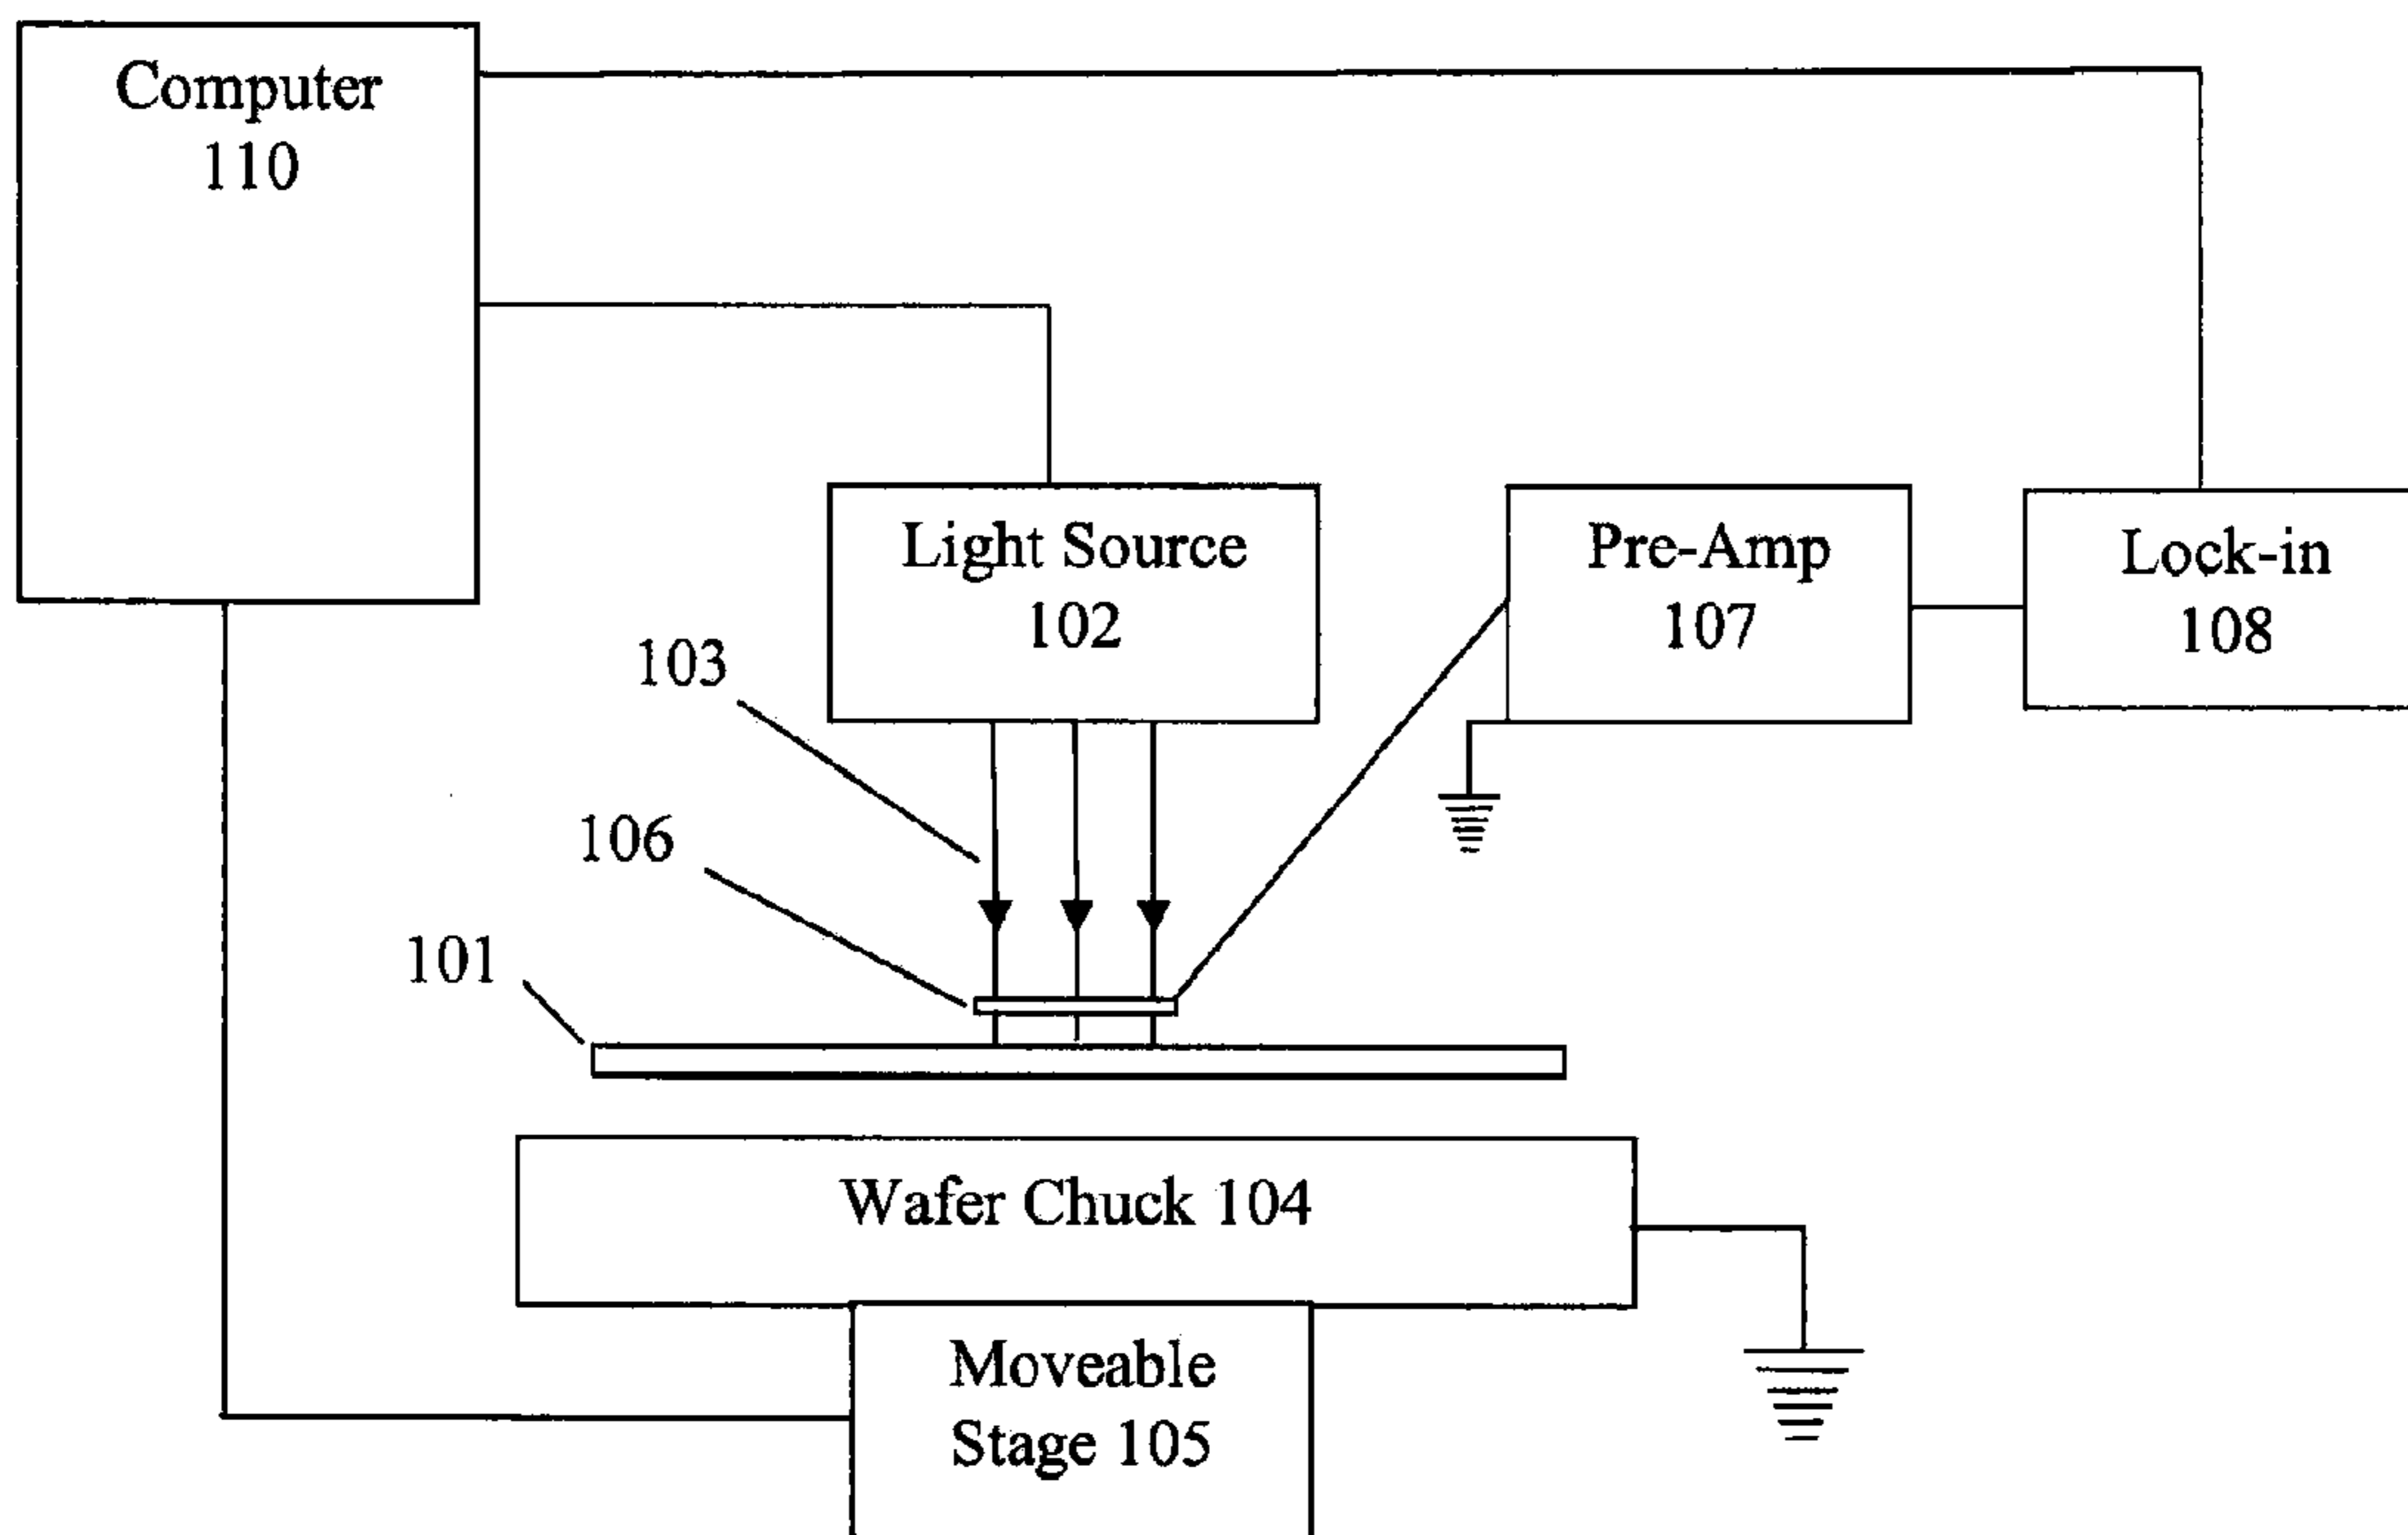 Computer
110
Light Source
102
Pre-Amp
107
Lock-in
108
103
106
101
Wafer Chuck 104
Moveable
Stage 105